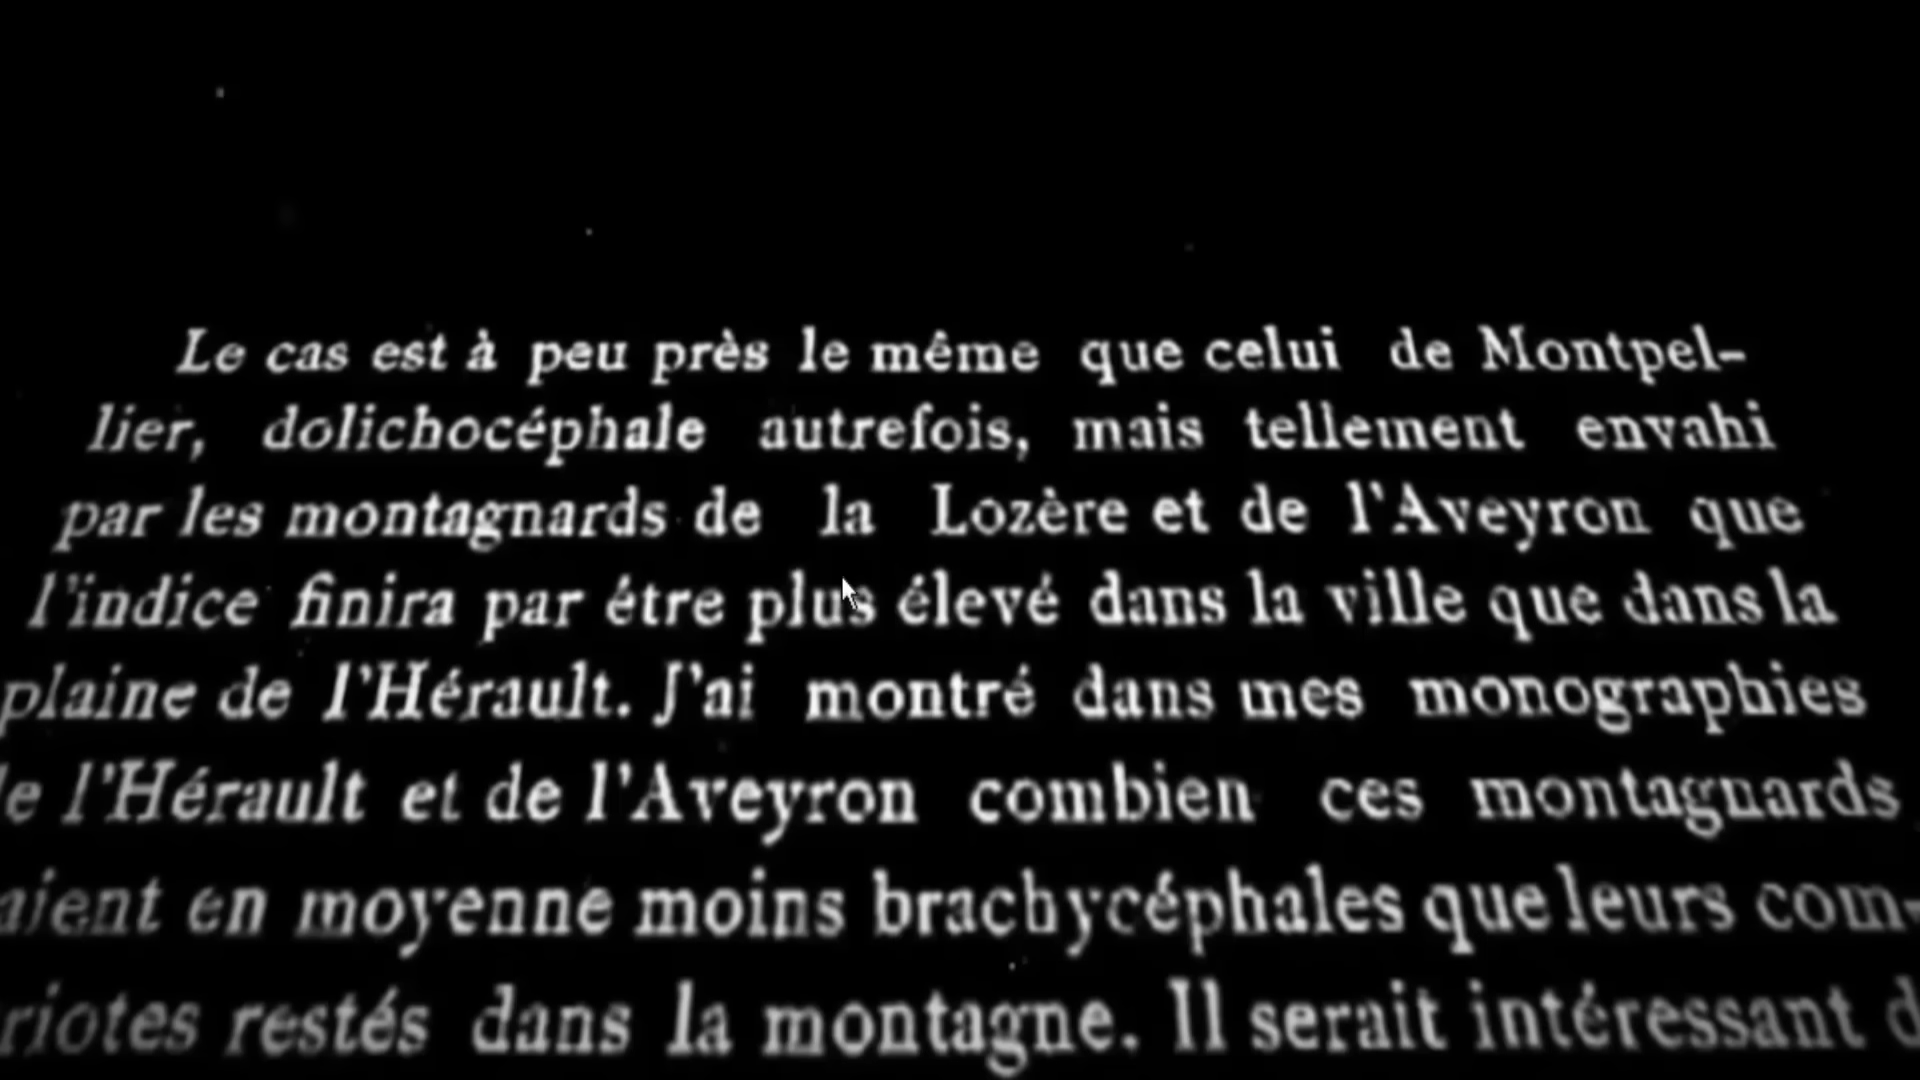 Le cas est à peu près le même que celui de Montpel-
lier, dolichocéphale autrefois, mais tellement envahi
par les montagnards de la Lozère et de l'Aveyron que
l'indice finira par être plus élevé dans la ville que dans la
plaine de l'Hérault. J'ai montré dans mes monographies
l'Hérault et de l'Aveyron combien ces montagnards
aient en moyenne moins brachycéphales que leurs com-
riotes restés dans la montagne. Il serait intéressant d